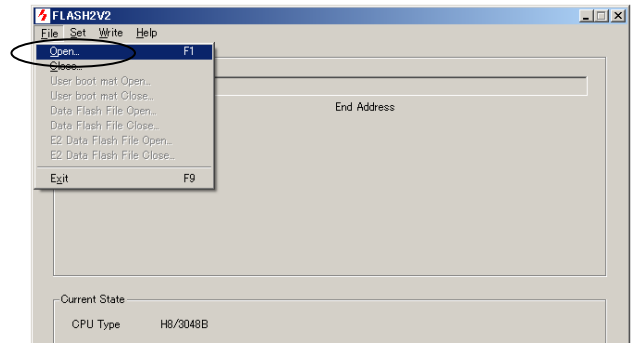 FLASH2V2
File Set Write Help
Open... F1
Close...
User boot mat Open...
User boot mat Close...
Data Flash File Open...
Data Flash File Close...
E2 Data Flash File Open...
E2 Data Flash File Close...
Exit F9
End Address
Current State
CPU Type H8/3048B